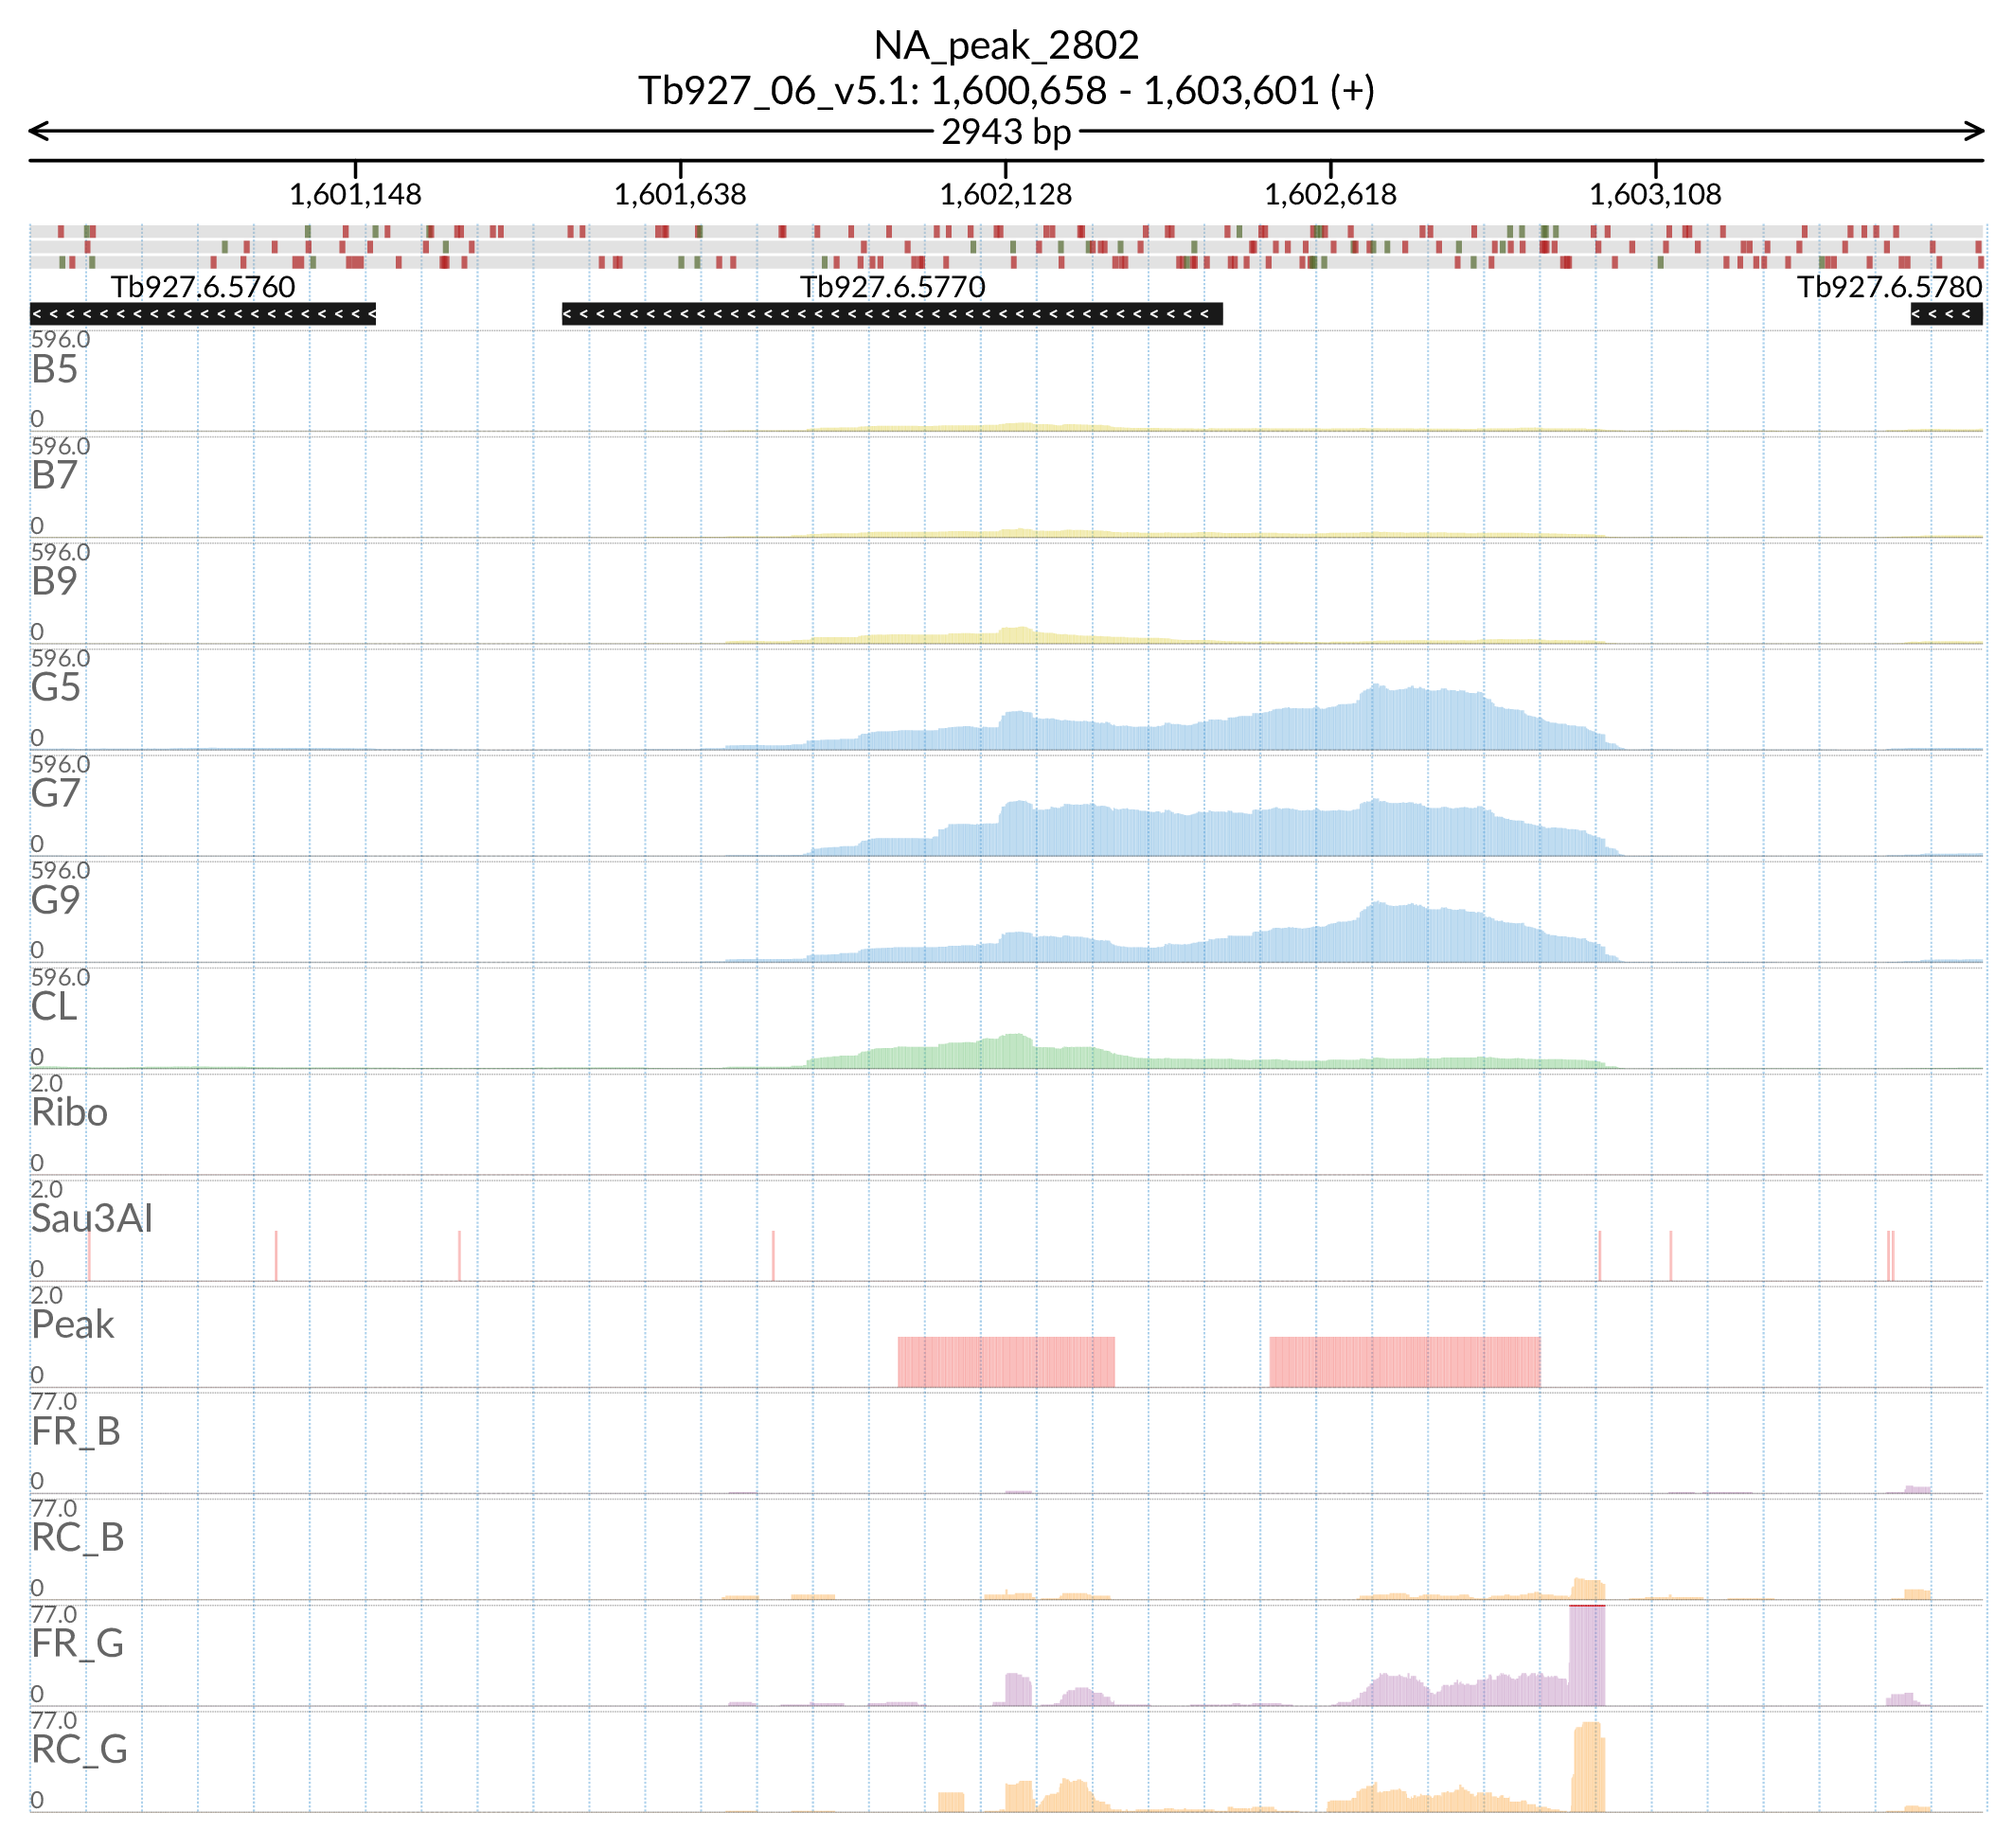 NA_peak_2802
Tb927_06_v5.1: 1,600,658 - 1,603,601 (+)
2943 bp
1,601,148 1,601,638 1,602,128 1,602,618 1,603,108
Tb927.6.5760 Tb927.6.5770 Tb927.6.5780
596.0
B5
0
596.0
B7
0
596.0
B9
0
596.0
G5
0
596.0
G7
0
596.0
G9
0
596.0
CL
0
2.0
Ribo
0
2.0
Sau3AI
0
2.0
Peak
0
77.0
FR_B
0
77.0
RC_B
0
77.0
FR_G
0
77.0
RC_G
0